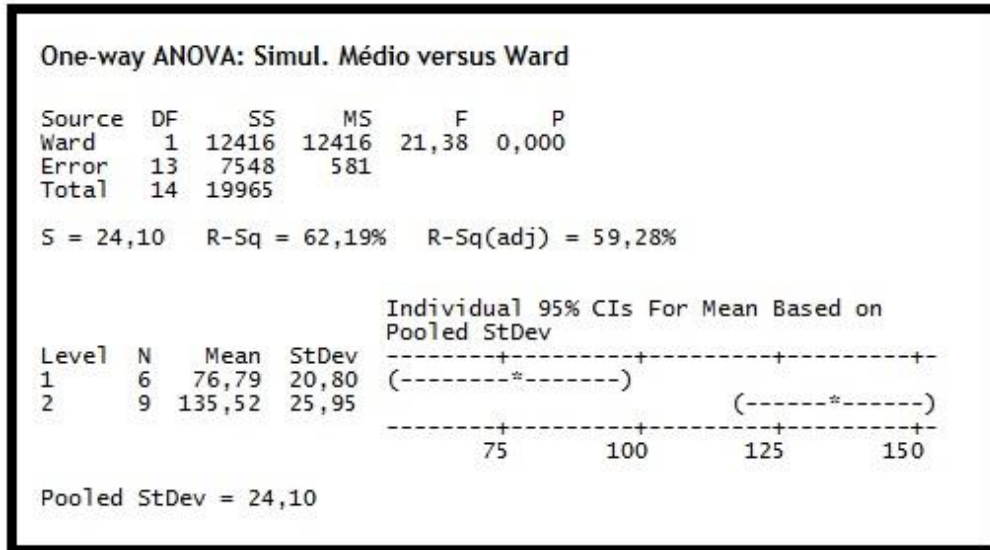 One-way ANOVA: Simul. Médio versus Ward
Source  DF     SS     MS      F      P
Ward     1  12416  12416  21,38  0,000
Error   13   7548    581
Total   14  19965
S = 24,10   R-Sq = 62,19%   R-Sq(adj) = 59,28%
Individual 95% CIs For Mean Based on
Pooled StDev
Level  N    Mean  StDev  --------+---------+---------+---------+-
1      6   76,79  20,80  (--------*-------)
2      9  135,52  25,95                           (------*------)
--------+---------+---------+---------+-
75       100       125       150
Pooled StDev = 24,10